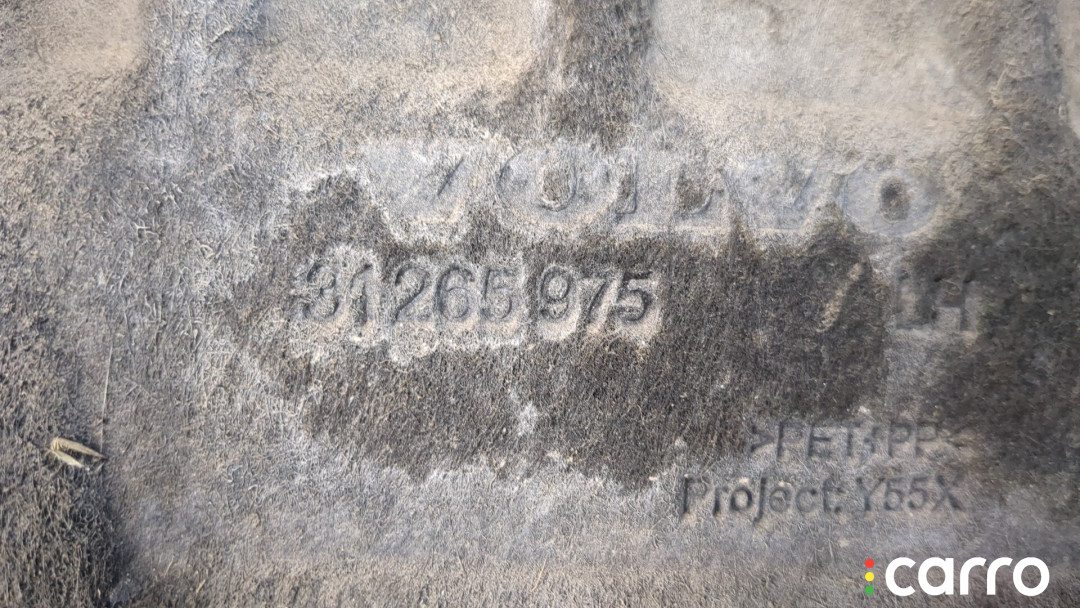 VOLVO
31265975 LH
>PET+PP<
Project: Y55X
carro